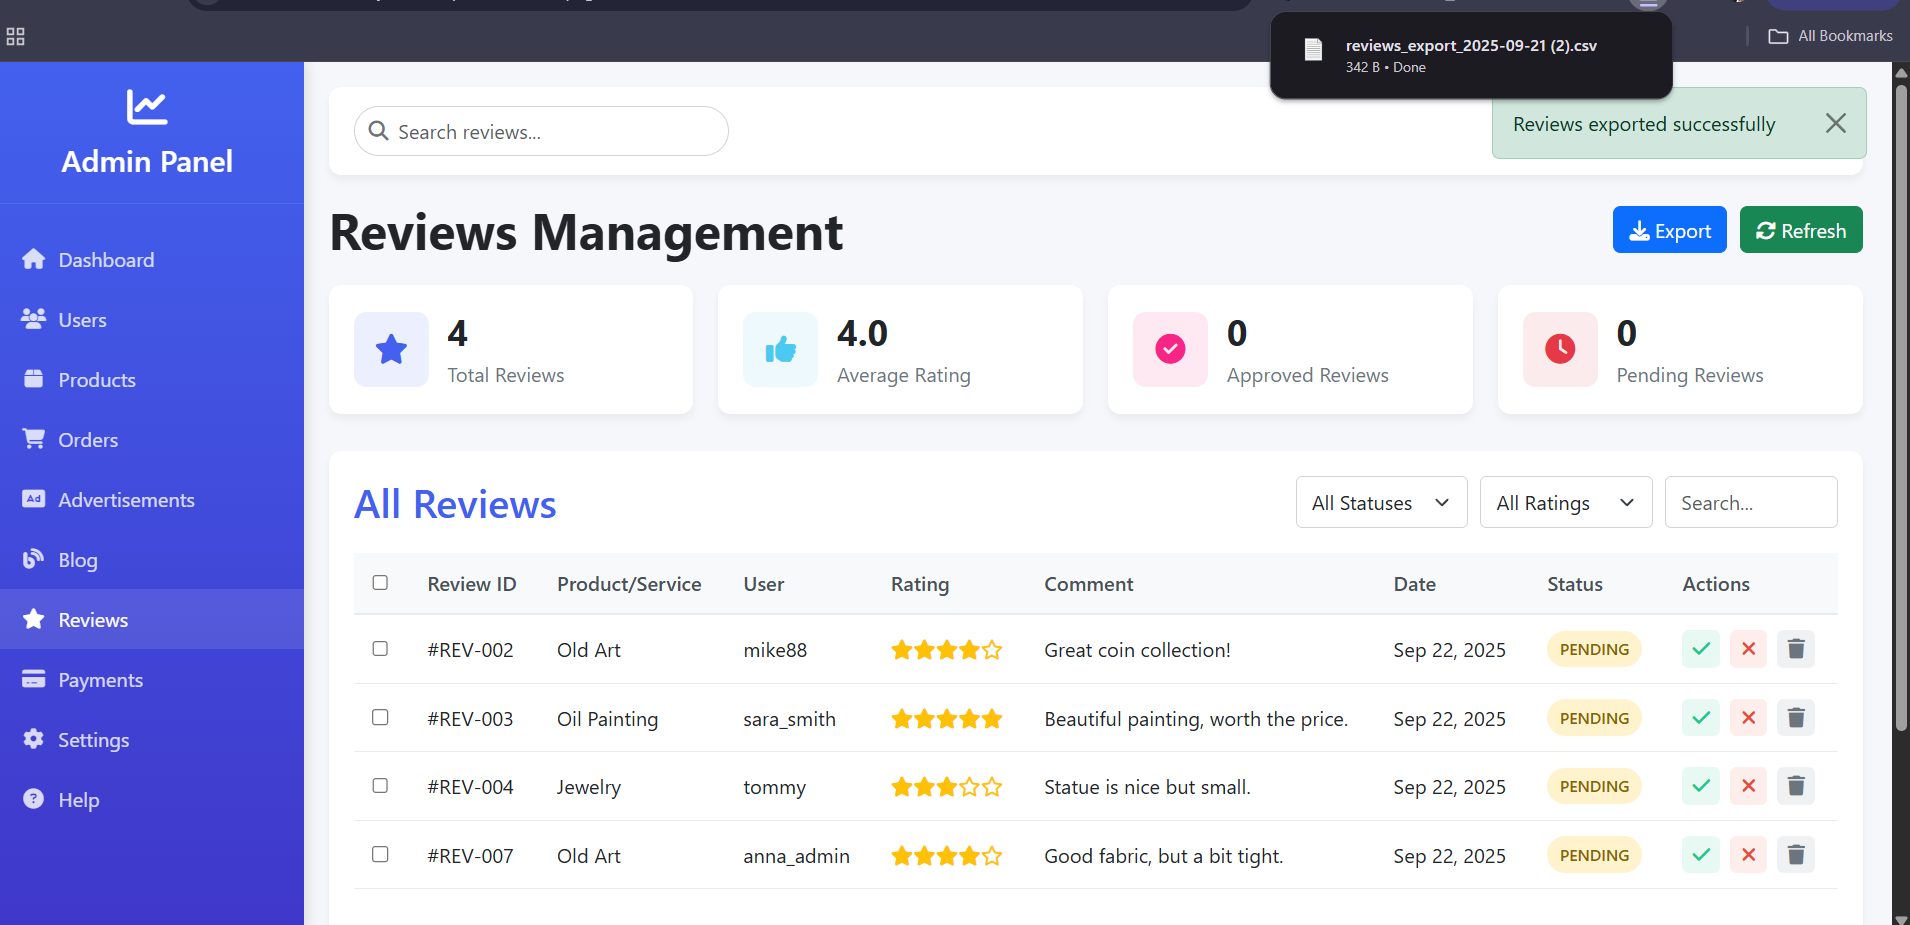 reviews_export_2025-09-21 (2).csv
342 B • Done
All Bookmarks
Admin Panel
Dashboard
Users
Products
Orders
Ad Advertisements
Blog
Reviews
Payments
Settings
Help
Search reviews...
Reviews exported successfully
Reviews Management
Export
Refresh
4
Total Reviews
4.0
Average Rating
0
Approved Reviews
0
Pending Reviews
All Reviews
All Statuses
All Ratings
Search...
Review ID Product/Service User Rating Comment Date Status Actions
#REV-002 Old Art mike88 Great coin collection! Sep 22, 2025 PENDING
#REV-003 Oil Painting sara_smith Beautiful painting, worth the price. Sep 22, 2025 PENDING
#REV-004 Jewelry tommy Statue is nice but small. Sep 22, 2025 PENDING
#REV-007 Old Art anna_admin Good fabric, but a bit tight. Sep 22, 2025 PENDING